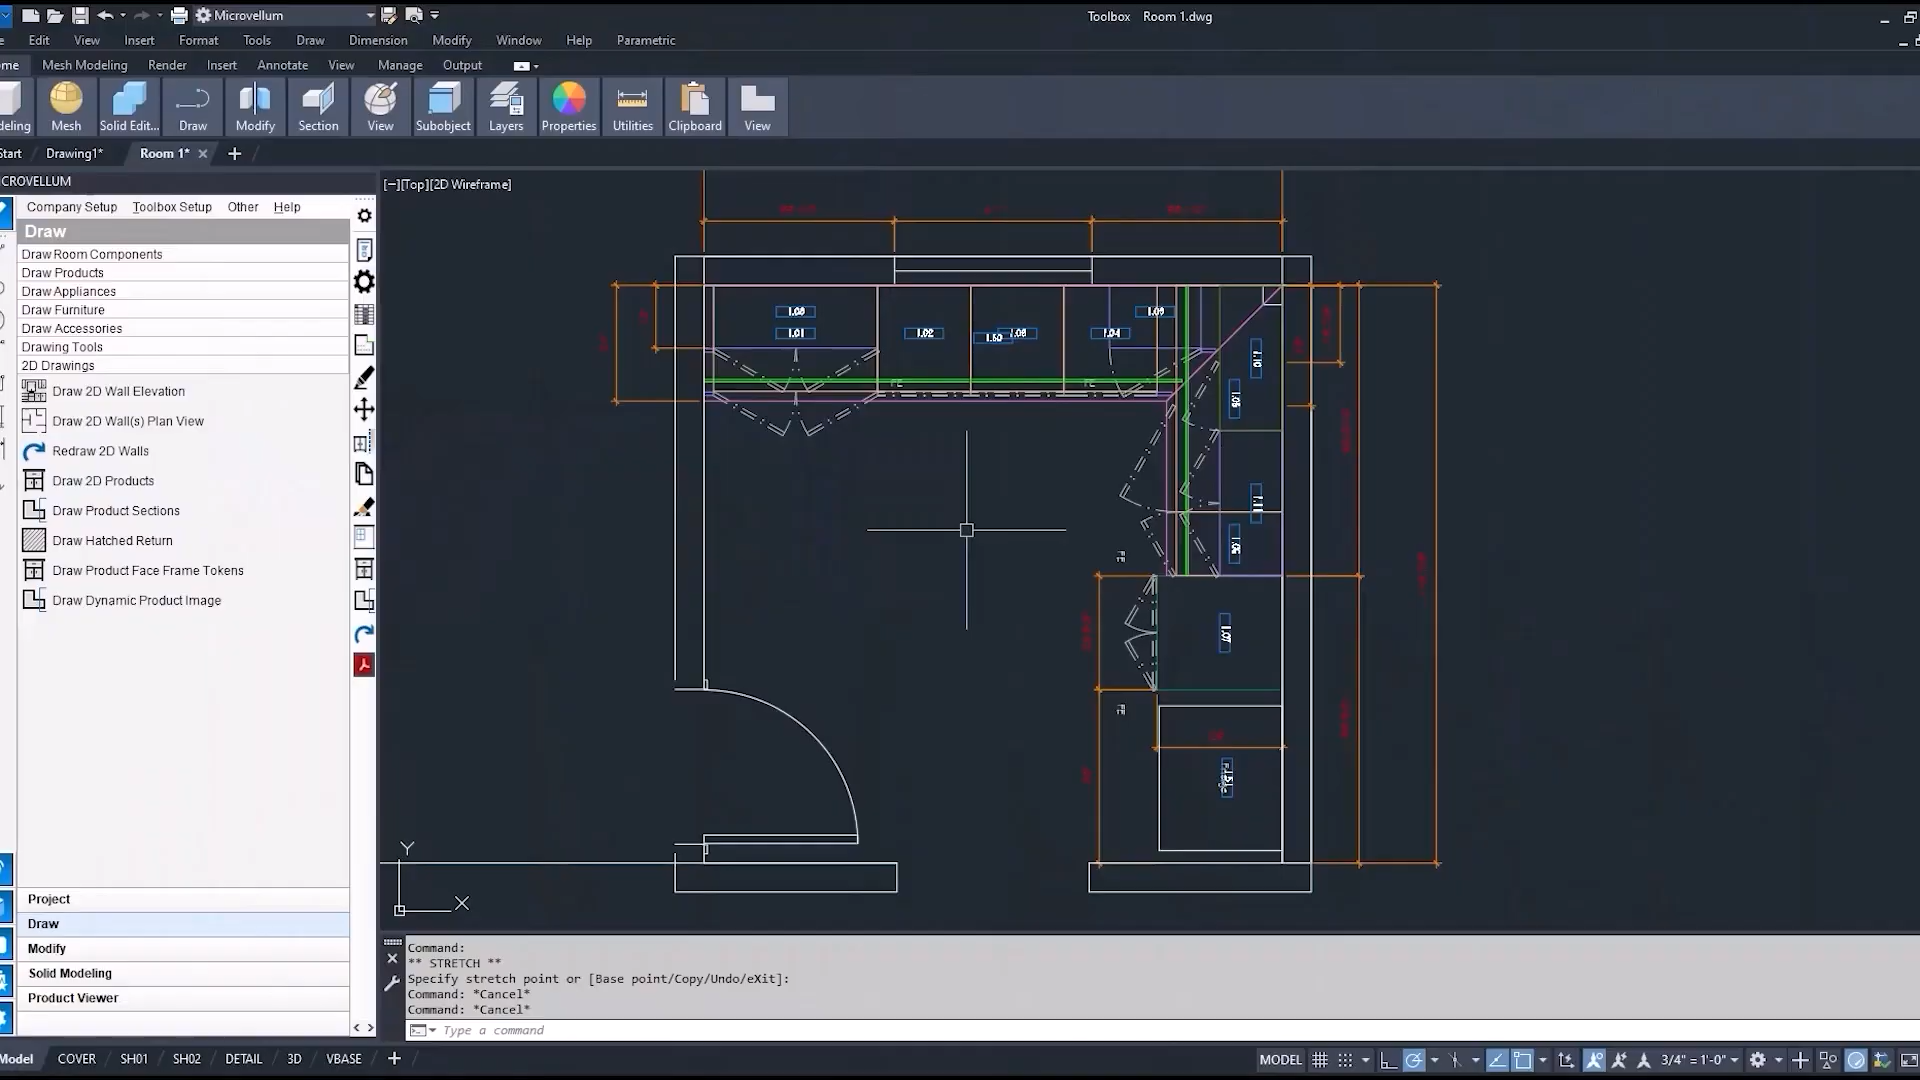 Microvellum
Toolbox Room 1.dwg
Edit View Insert Format Tools Draw Dimension Modify Window Help Parametric
Mesh Modeling Render Insert Annotate View Manage Output
Mesh Solid Edit... Draw Modify Section View Subobject Layers Properties Utilities Clipboard View
Drawing1* Room 1*
[−][Top][2D Wireframe]
Company Setup Toolbox Setup Other Help
Draw
Draw Room Components
Draw Products
Draw Appliances
Draw Furniture
Draw Accessories
Drawing Tools
2D Drawings
Draw 2D Wall Elevation
Draw 2D Wall(s) Plan View
Redraw 2D Walls
Draw 2D Products
Draw Product Sections
Draw Hatched Return
Draw Product Face Frame Tokens
Draw Dynamic Product Image
Project
Draw
Modify
Solid Modeling
Product Viewer
1.01
1.02
1.04
1.07
FE
FE
FE
FE
Y
X
Command:
** STRETCH **
Specify stretch point or [Base point/Copy/Undo/eXit]:
Command: *Cancel*
Command: *Cancel*
Type a command
Model COVER SH01 SH02 DETAIL 3D VBASE
MODEL 3/4" = 1'-0"